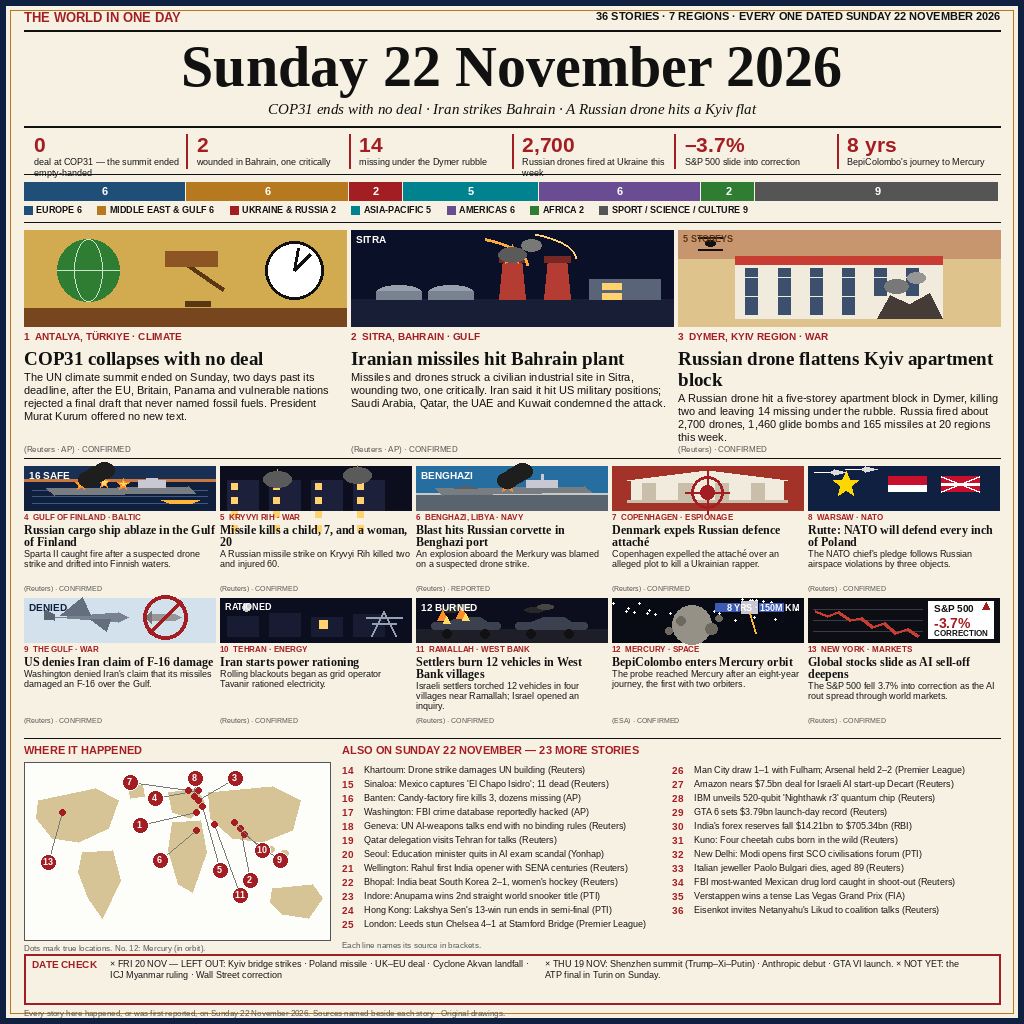 THE WORLD IN ONE DAY
36 STORIES · 7 REGIONS · EVERY ONE DATED SUNDAY 22 NOVEMBER 2026
Sunday 22 November 2026
COP31 ends with no deal · Iran strikes Bahrain · A Russian drone hits a Kyiv flat
0
deal at COP31 — the summit ended
empty-handed
2
wounded in Bahrain, one critically
14
missing under the Dymer rubble
2,700
Russian drones fired at Ukraine this
week
–3.7%
S&P 500 slide into correction
8 yrs
BepiColombo's journey to Mercury
6
6
2
5
6
2
9
EUROPE 6
MIDDLE EAST & GULF 6
UKRAINE & RUSSIA 2
ASIA-PACIFIC 5
AMERICAS 6
AFRICA 2
SPORT / SCIENCE / CULTURE 9
SITRA
5 STOREYS
1 ANTALYA, TÜRKIYE · CLIMATE
COP31 collapses with no deal
The UN climate summit ended on Sunday, two days past its
deadline, after the EU, Britain, Panama and vulnerable nations
rejected a final draft that never named fossil fuels. President
Murat Kurum offered no new text.
(Reuters · AP) · CONFIRMED
2 SITRA, BAHRAIN · GULF
Iranian missiles hit Bahrain plant
Missiles and drones struck a civilian industrial site in Sitra,
wounding two, one critically. Iran said it hit US military positions;
Saudi Arabia, Qatar, the UAE and Kuwait condemned the attack.
(Reuters · AP) · CONFIRMED
3 DYMER, KYIV REGION · WAR
Russian drone flattens Kyiv apartment
block
A Russian drone hit a five-storey apartment block in Dymer, killing
two and leaving 14 missing under the rubble. Russia fired about
2,700 drones, 1,460 glide bombs and 165 missiles at 20 regions
this week.
(Reuters) · CONFIRMED
16 SAFE
4 GULF OF FINLAND · BALTIC
Russian cargo ship ablaze in the Gulf
of Finland
Sparta II caught fire after a suspected drone
strike and drifted into Finnish waters.
(Reuters) · CONFIRMED
5 KRYVYI RIH · WAR
Missile kills a child, 7, and a woman,
20
A Russian missile strike on Kryvyi Rih killed two
and injured 60.
(Reuters) · CONFIRMED
BENGHAZI
6 BENGHAZI, LIBYA · NAVY
Blast hits Russian corvette in
Benghazi port
An explosion aboard the Merkury was blamed
on a suspected drone strike.
(Reuters) · REPORTED
7 COPENHAGEN · ESPIONAGE
Denmark expels Russian defence
attaché
Copenhagen expelled the attaché over an
alleged plot to kill a Ukrainian rapper.
(Reuters) · CONFIRMED
8 WARSAW · NATO
Rutte: NATO will defend every inch
of Poland
The NATO chief's pledge follows Russian
airspace violations by three objects.
(Reuters) · CONFIRMED
DENIED
9 THE GULF · WAR
US denies Iran claim of F-16 damage
Washington denied Iran's claim that its missiles
damaged an F-16 over the Gulf.
(Reuters) · CONFIRMED
RATIONED
10 TEHRAN · ENERGY
Iran starts power rationing
Rolling blackouts began as grid operator
Tavanir rationed electricity.
(Reuters) · CONFIRMED
12 BURNED
11 RAMALLAH · WEST BANK
Settlers burn 12 vehicles in West
Bank villages
Israeli settlers torched 12 vehicles in four
villages near Ramallah; Israel opened an
inquiry.
(Reuters) · CONFIRMED
8 YRS · 150M KM
12 MERCURY · SPACE
BepiColombo enters Mercury orbit
The probe reached Mercury after an eight-year
journey, the first with two orbiters.
(ESA) · CONFIRMED
S&P 500
-3.7%
CORRECTION
13 NEW YORK · MARKETS
Global stocks slide as AI sell-off
deepens
The S&P 500 fell 3.7% into correction as the AI
rout spread through world markets.
(Reuters) · CONFIRMED
WHERE IT HAPPENED
7
8
3
4
1
6
10
9
13
5
2
11
Dots mark true locations. No. 12: Mercury (in orbit).
ALSO ON SUNDAY 22 NOVEMBER — 23 MORE STORIES
14 Khartoum: Drone strike damages UN building (Reuters)
15 Sinaloa: Mexico captures 'El Chapo Isidro'; 11 dead (Reuters)
16 Banten: Candy-factory fire kills 3, dozens missing (AP)
17 Washington: FBI crime database reportedly hacked (AP)
18 Geneva: UN AI-weapons talks end with no binding rules (Reuters)
19 Qatar delegation visits Tehran for talks (Reuters)
20 Seoul: Education minister quits in AI exam scandal (Yonhap)
21 Wellington: Rahul first India opener with SENA centuries (Reuters)
22 Bhopal: India beat South Korea 2–1, women's hockey (Reuters)
23 Indore: Anupama wins 2nd straight world snooker title (PTI)
24 Hong Kong: Lakshya Sen's 13-win run ends in semi-final (PTI)
25 London: Leeds stun Chelsea 4–1 at Stamford Bridge (Premier League)
26 Man City draw 1–1 with Fulham; Arsenal held 2–2 (Premier League)
27 Amazon nears $7.5bn deal for Israeli AI start-up Decart (Reuters)
28 IBM unveils 520-qubit 'Nighthawk r3' quantum chip (Reuters)
29 GTA 6 sets $3.79bn launch-day record (Reuters)
30 India's forex reserves fall $14.21bn to $705.34bn (RBI)
31 Kuno: Four cheetah cubs born in the wild (Reuters)
32 New Delhi: Modi opens first SCO civilisations forum (PTI)
33 Italian jeweller Paolo Bulgari dies, aged 89 (Reuters)
34 FBI most-wanted Mexican drug lord caught in shoot-out (Reuters)
35 Verstappen wins a tense Las Vegas Grand Prix (FIA)
36 Eisenkot invites Netanyahu's Likud to coalition talks (Reuters)
Each line names its source in brackets.
DATE CHECK
× FRI 20 NOV — LEFT OUT: Kyiv bridge strikes · Poland missile · UK–EU deal · Cyclone Akvan landfall ·
ICJ Myanmar ruling · Wall Street correction
× THU 19 NOV: Shenzhen summit (Trump–Xi–Putin) · Anthropic debut · GTA VI launch. × NOT YET: the
ATP final in Turin on Sunday.
Every story here happened, or was first reported, on Sunday 22 November 2026. Sources named beside each story · Original drawings.